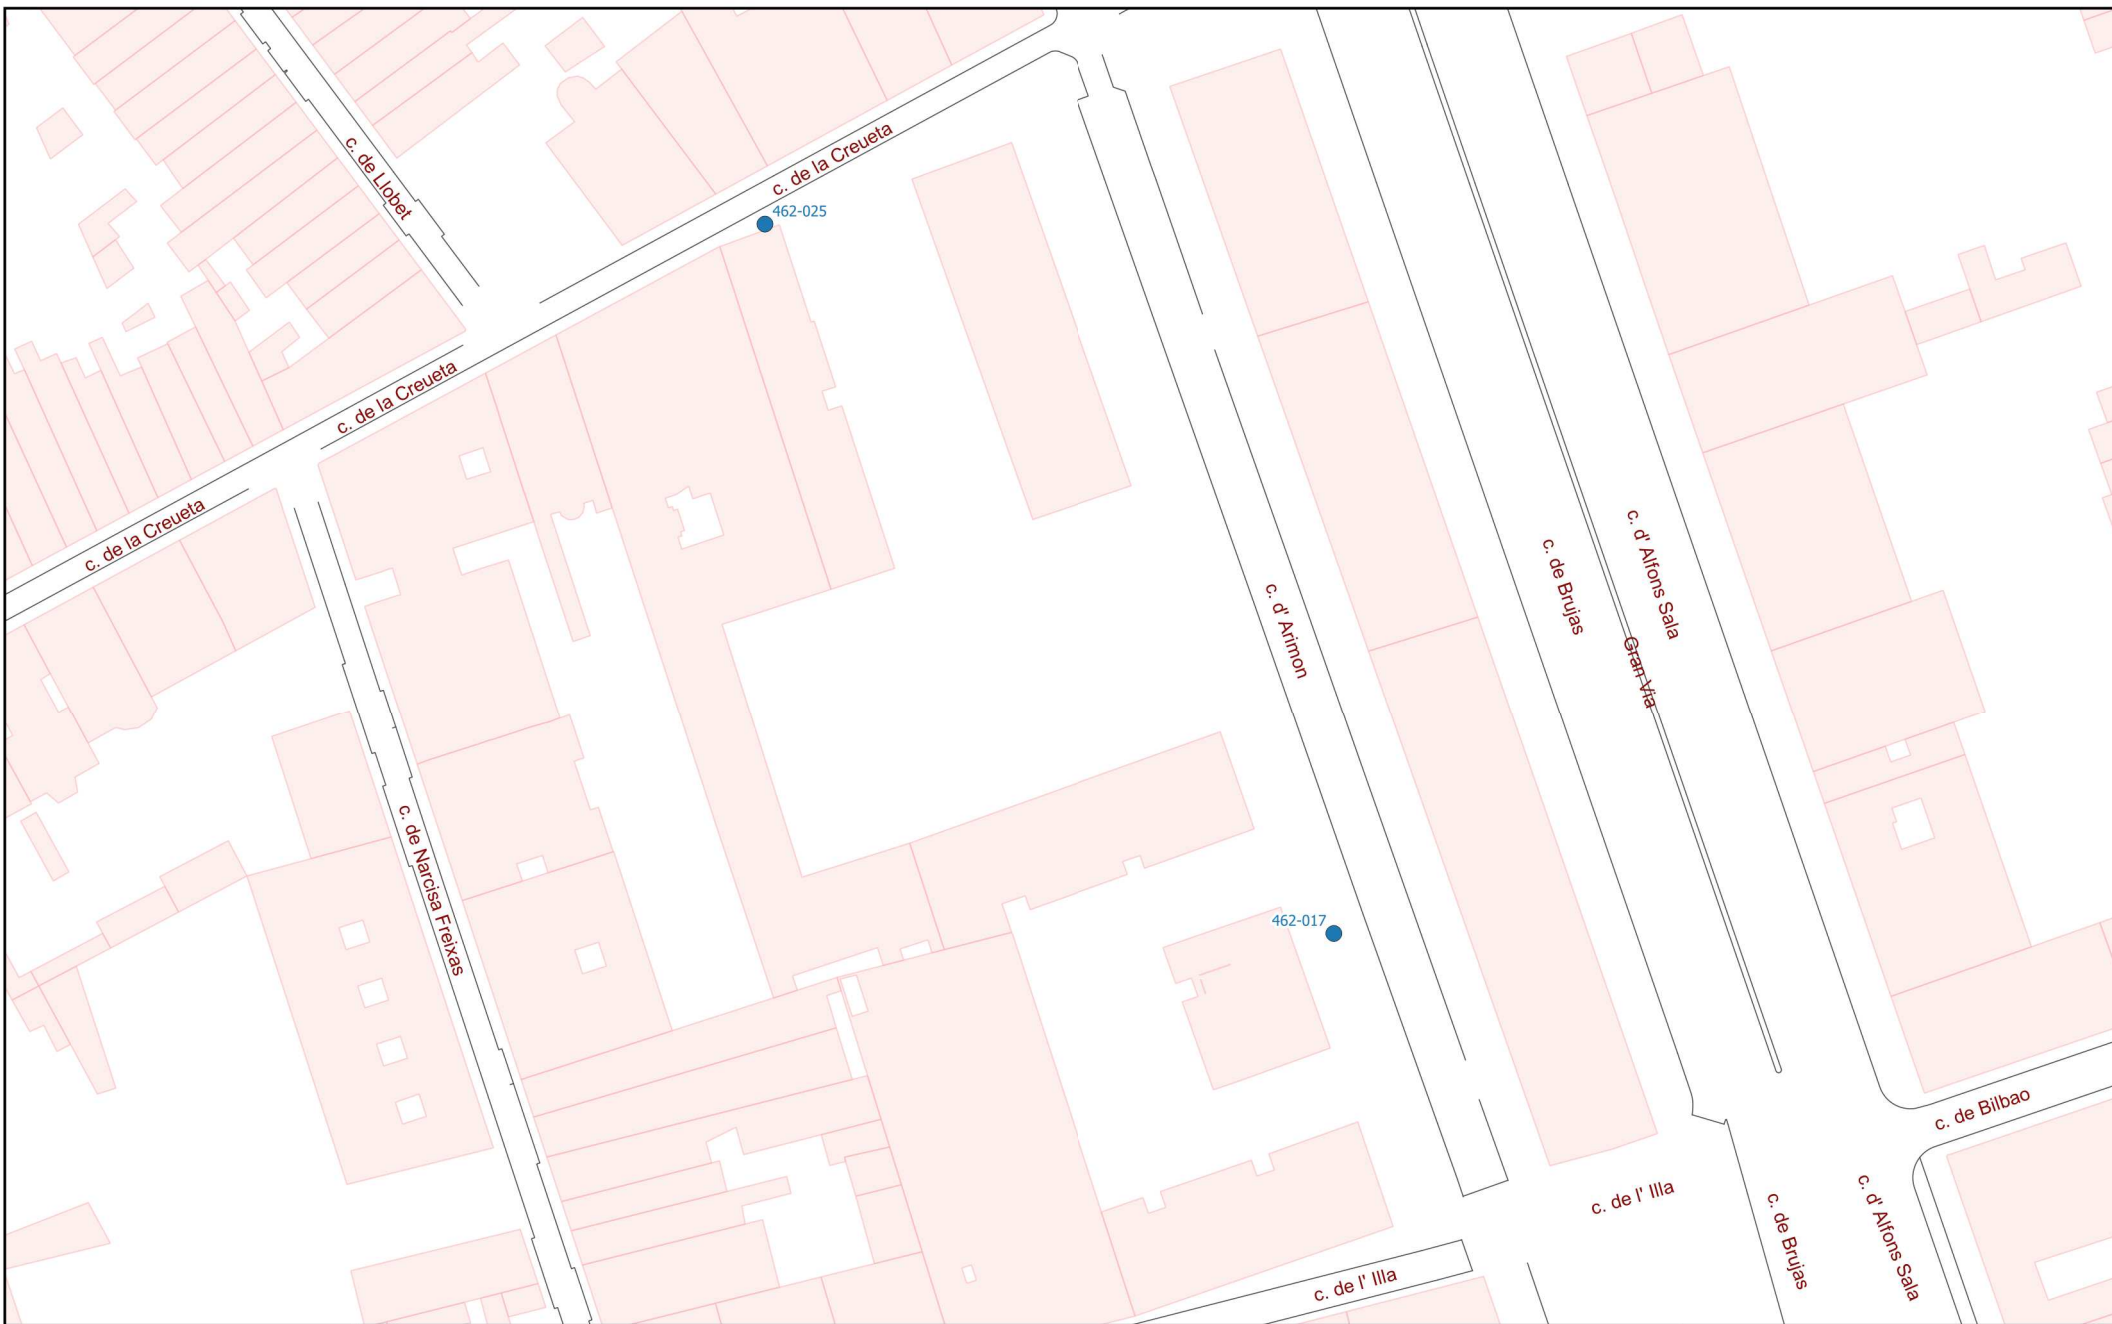 c. de Llobet
c. de la Creueta
462-025
c. de la Creueta
c. de la Creueta
c. d' Alfons Sala
c. de Brujas
c. d' Arimon
Gran Via
c. de Narcisa Freixas
462-017
c. de Bilbao
c. de l' Illa
c. d' Alfons Sala
c. de Brujas
c. de l' Illa